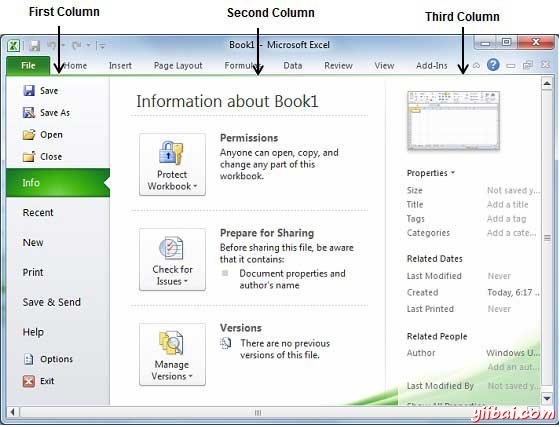 First Column
Second Column
Third Column
Book1 - Microsoft Excel
File
Home
Insert
Page Layout
Formulas
Data
Review
View
Add-Ins
Save
Save As
Open
Close
Info
Recent
New
Print
Save & Send
Help
Options
Exit
Information about Book1
Protect
Workbook
Permissions
Anyone can open, copy, and
change any part of this
workbook.
Check for
Issues
Prepare for Sharing
Before sharing this file, be aware
that it contains:
Document properties and
author's name
Manage
Versions
Versions
There are no previous
versions of this file.
Properties
Size Not saved y...
Title Add a title
Tags Add a tag
Categories Add a cate...
Related Dates
Last Modified Never
Created Today, 6:17 ...
Last Printed Never
Related People
Author Windows U...
Add an aut...
Last Modified By Not saved y...
Show All Properties
yiibai.com